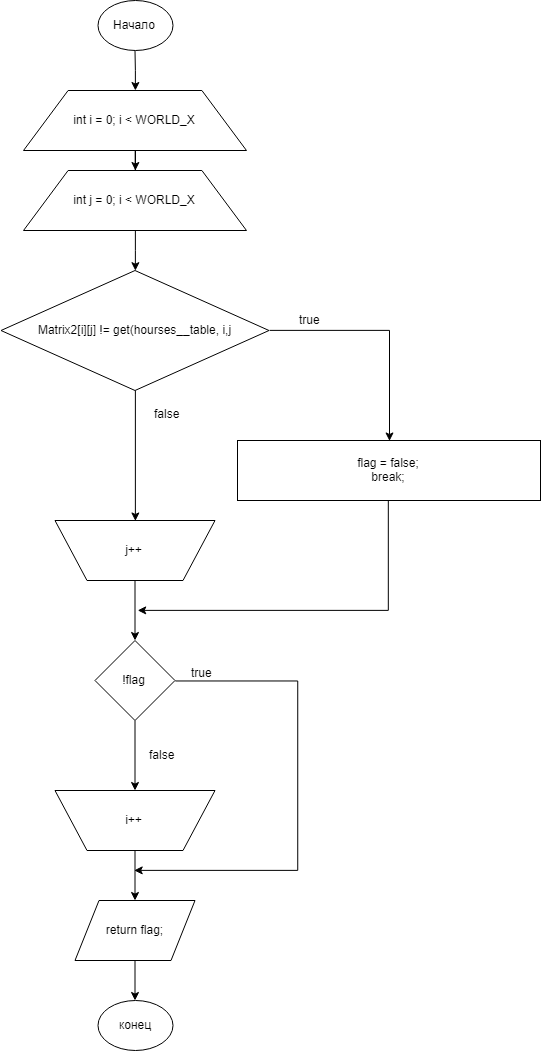 Начало
int i = 0; i < WORLD_X
int j = 0; i < WORLD_X
Matrix2[i][j] != get(hourses__table, i,j
true
false
flag = false;
break;
j++
!flag
true
false
i++
return flag;
конец